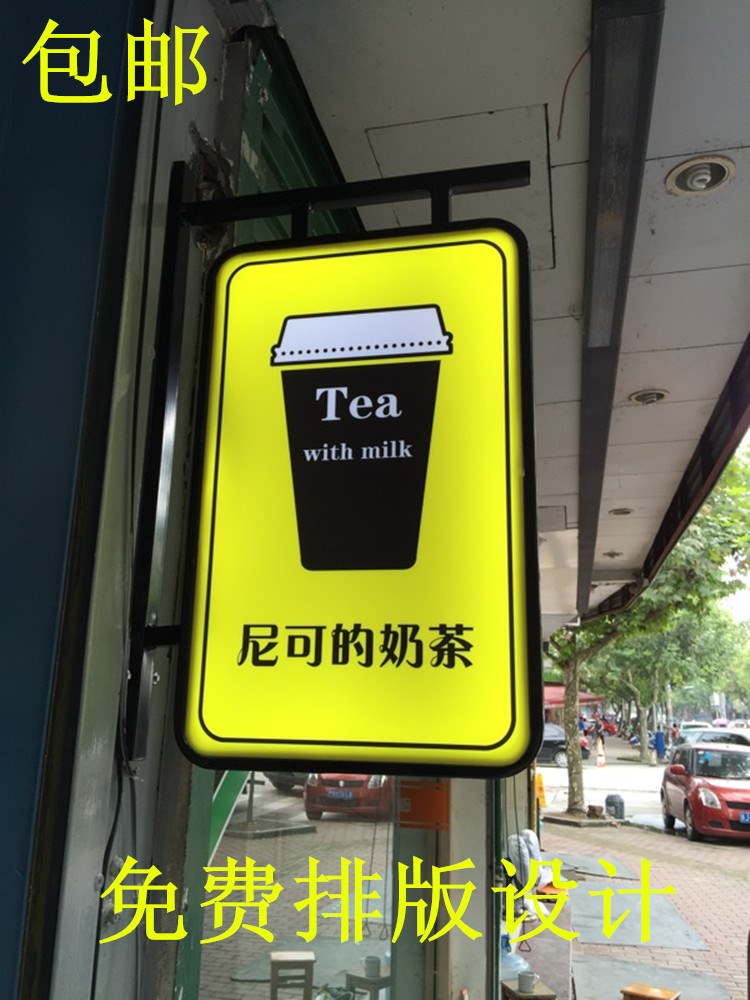 包邮
Tea
with milk
尼可的奶茶
免费排版设计